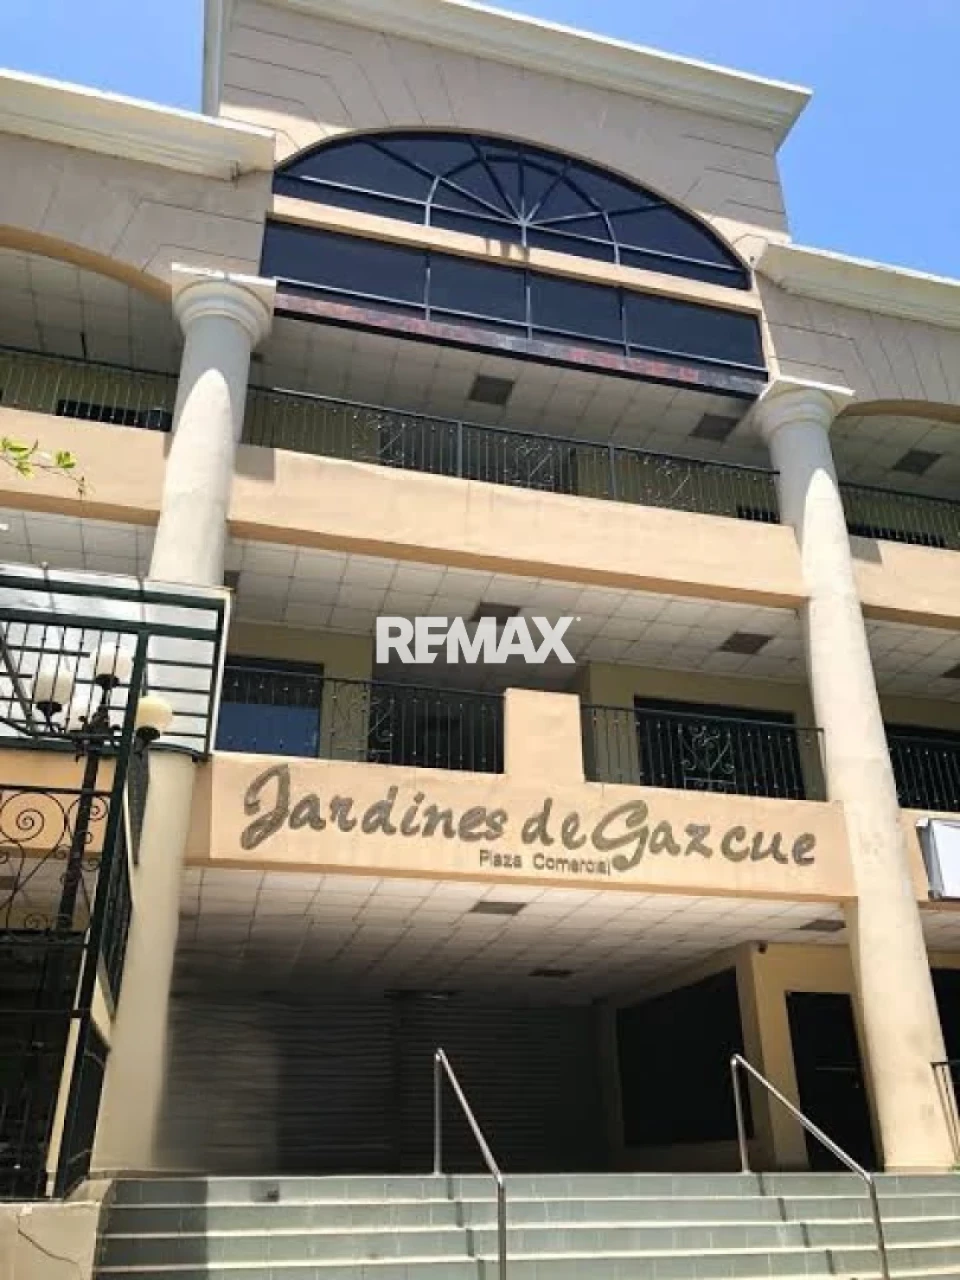 REMAX
Jardines de Gazcue
Plaza Comercial